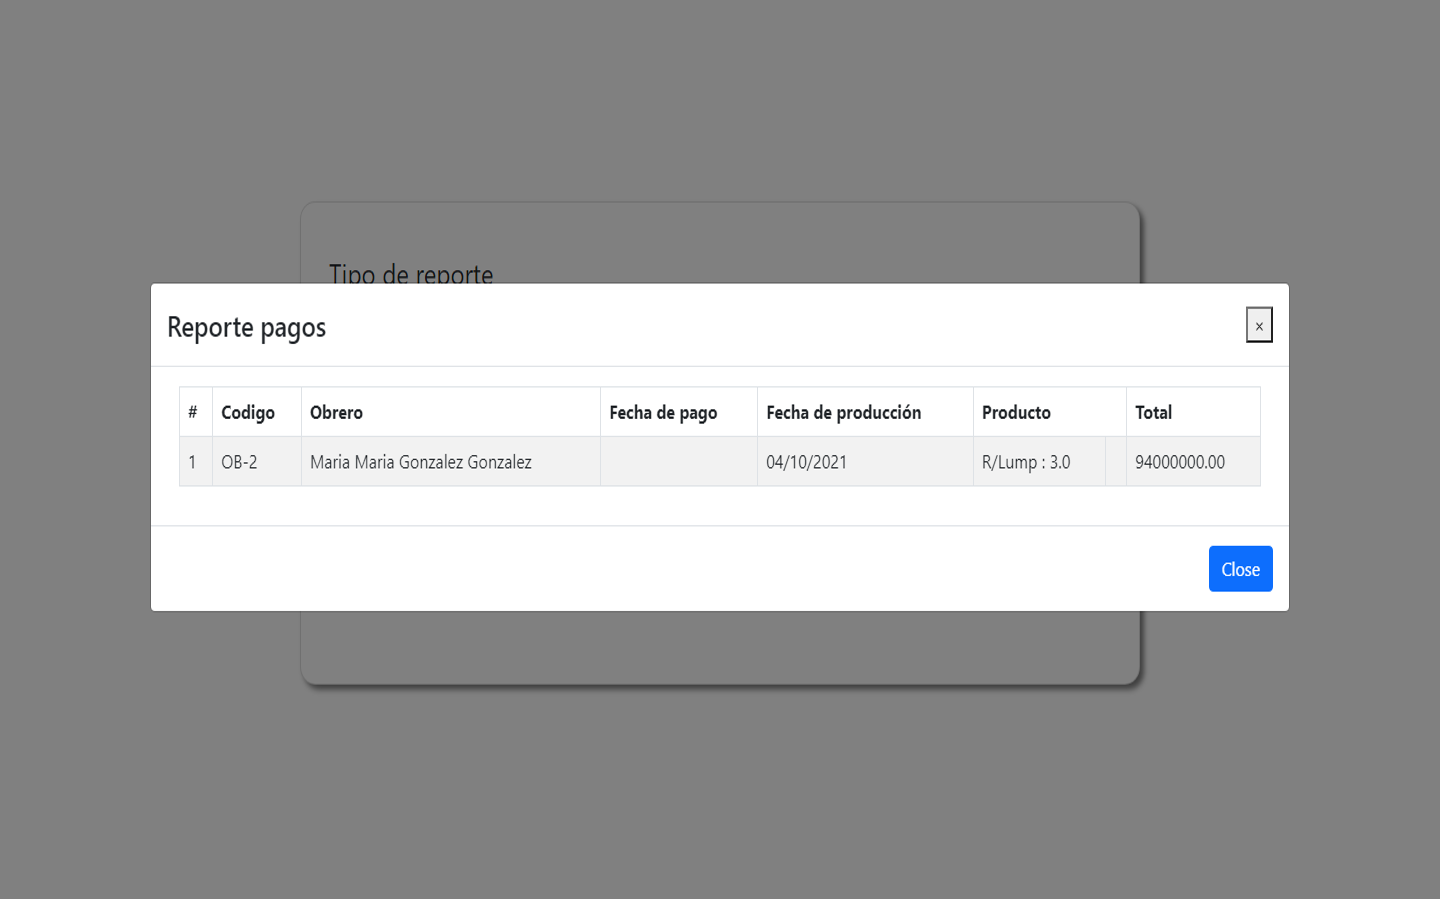 Tipo de reporte
Reporte pagos
×
# Codigo Obrero Fecha de pago Fecha de producción Producto Total
1 OB-2 Maria Maria Gonzalez Gonzalez 04/10/2021 R/Lump : 3.0 94000000.00
Close